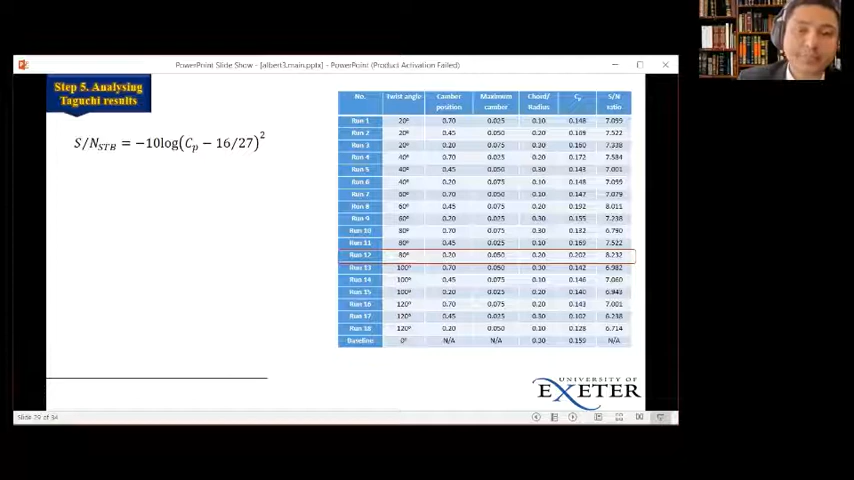 PowerPoint Slide Show - [albert3.main.pptx] - PowerPoint (Product Activation Failed)
Step 5. Analysing
Taguchi results
S/N_STB = −10log(C_p − 16/27)^2
No. Twist angle Camber position Maximum camber Chord/ Radius C_p S/N ratio
Run 1 20° 0.70 0.025 0.10 0.148 7.099
Run 2 20° 0.45 0.050 0.20 7.522
Run 3 20° 0.20 0.075 0.30 0.160 7.338
Run 4 40° 0.70 0.025 0.20 0.172 7.584
Run 5 40° 0.45 0.050 0.30 0.143 7.001
Run 6 40° 0.20 0.075 0.10 0.148 7.099
Run 7 60° 0.70 0.050 0.10 0.147 7.079
Run 8 60° 0.45 0.075 0.20 0.192 8.011
Run 9 60° 0.20 0.025 0.30 0.155 7.238
Run 10 80° 0.70 0.075 0.30 0.132 6.790
Run 11 80° 0.45 0.025 0.10 0.169 7.522
Run 12 80° 0.20 0.050 0.20 0.202 8.232
Run 13 100° 0.70 0.050 0.30 0.142 6.982
Run 14 100° 0.45 0.075 0.10 0.146 7.060
Run 15 100° 0.20 0.025 0.20 0.140 6.943
Run 16 120° 0.70 0.075 0.20 0.143 7.001
Run 17 120° 0.45 0.025 0.30 0.102 6.238
Run 18 120° 0.20 0.050 0.10 0.128 6.714
Baseline 0° N/A N/A 0.30 0.159 N/A
UNIVERSITY OF
EXETER
Slide 29 of 34